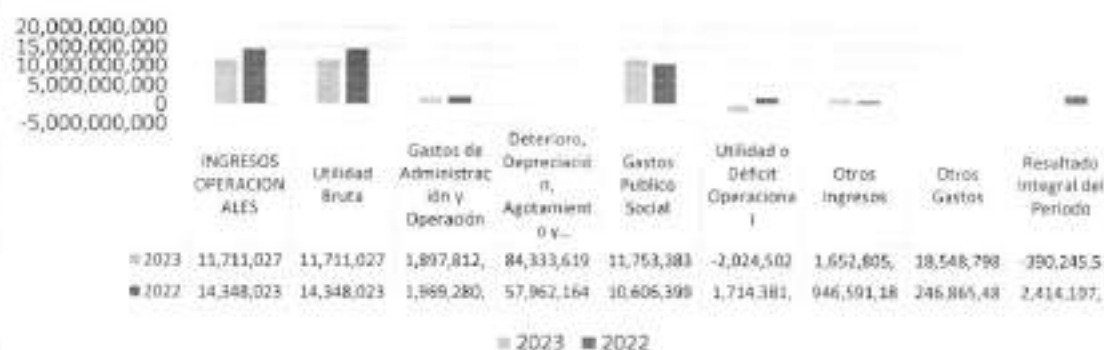 20,000,000,000
15,000,000,000
10,000,000,000
5,000,000,000
0
-5,000,000,000
INGRESOS
OPERACION
ALES
Utilidad
Bruta
Gastos de
Administrac
ión y
Operación
Deterioro,
Depreciació
n,
Agotamient
o y...
Gastos
Publico
Social
Utilidad o
Déficit
Operaciona
l
Otros
Ingresos
Otros
Gastos
Resultado
Integral del
Periodo
2023 11,711,027 11,711,027 1,897,812, 84,333,619 11,753,383 -2,024,502 1,652,805, 18,548,798 -390,245,5
2022 14,348,023 14,348,023 1,969,280, 57,962,164 10,606,399 1,714,381, 946,591,18 246,865,48 2,414,107,
2023 2022